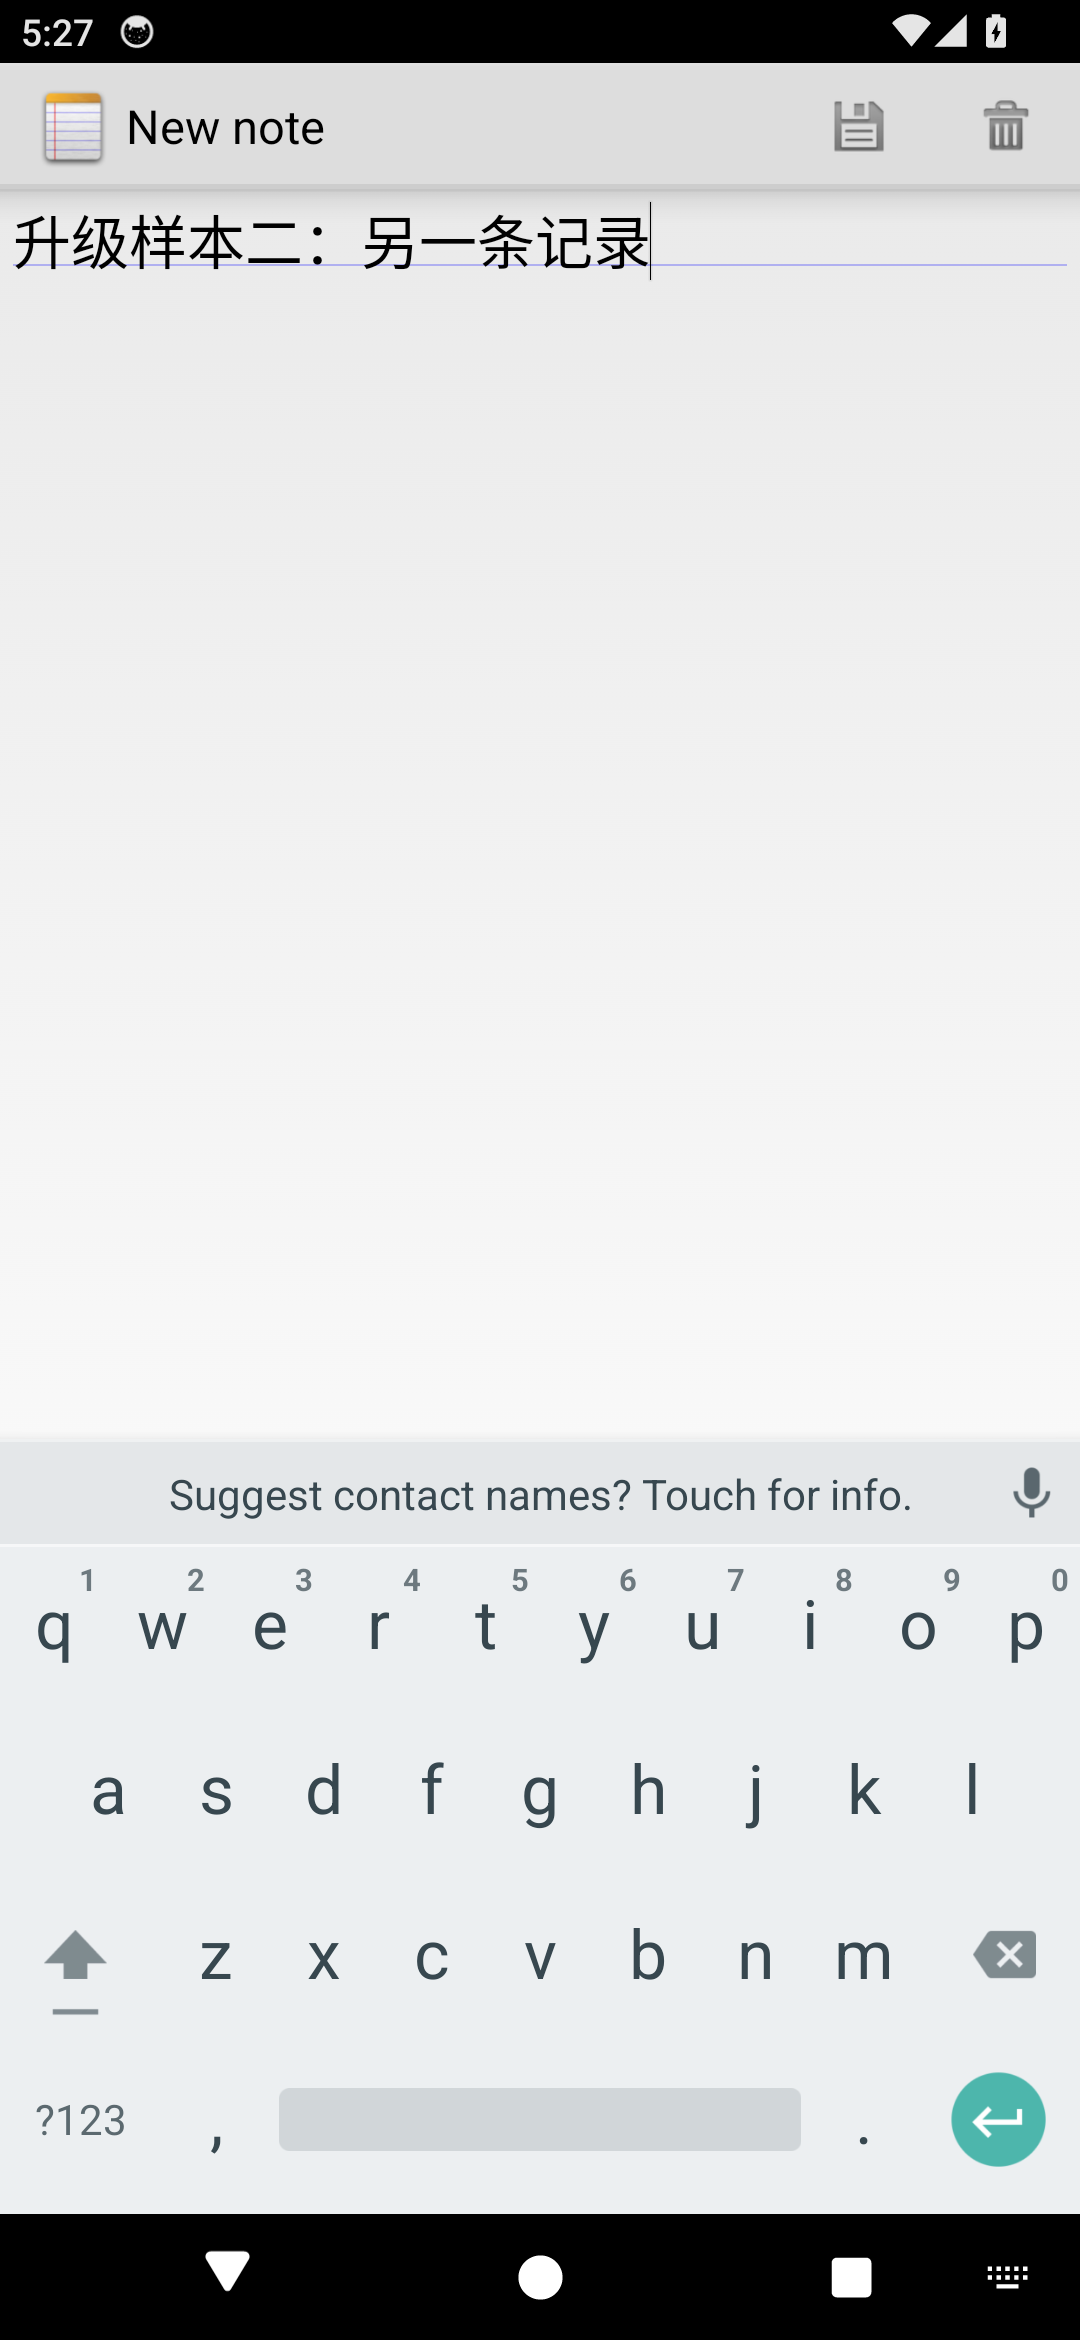 5:27
New note
升级样本二：另一条记录
Suggest contact names? Touch for info.
1 2 3 4 5 6 7 8 9 0
q w e r t y u i o p
a s d f g h j k l
z x c v b n m
?123 , .